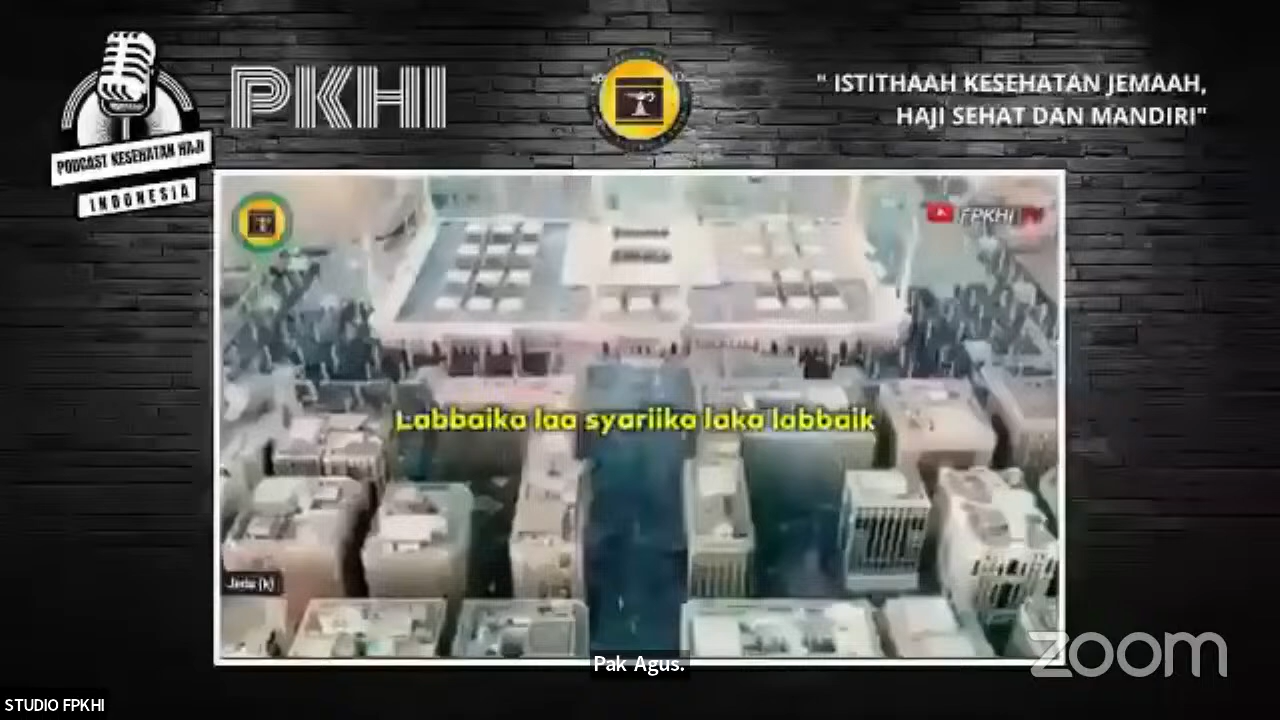 PODCAST KESEHATAN HAJI
INDONESIA
PKHI
" ISTITHAAH KESEHATAN JEMAAH,
HAJI SEHAT DAN MANDIRI"
FPKHI TV
Labbaika laa syariika laka labbaik
Pak Agus.
zoom
STUDIO FPKHI